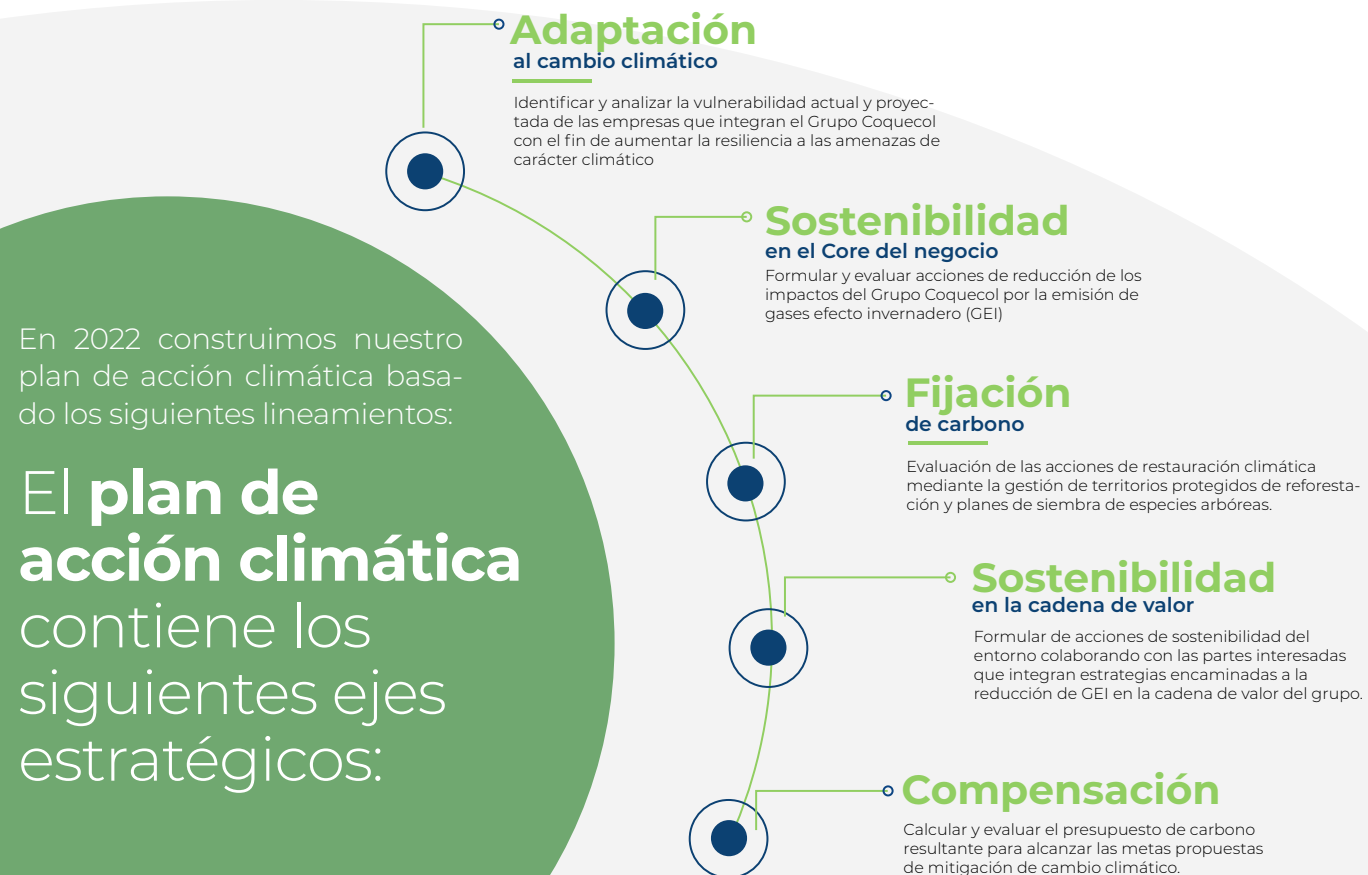 Adaptación
al cambio climático
Identificar y analizar la vulnerabilidad actual y proyec-
tada de las empresas que integran el Grupo Coquecol
con el fin de aumentar la resiliencia a las amenazas de
carácter climático
Sostenibilidad
en el Core del negocio
Formular y evaluar acciones de reducción de los
impactos del Grupo Coquecol por la emisión de
gases efecto invernadero (GEI)
En 2022 construimos nuestro
plan de acción climática basa-
do los siguientes lineamientos:
El plan de
acción climática
contiene los
siguientes ejes
estratégicos:
Fijación
de carbono
Evaluación de las acciones de restauración climática
mediante la gestión de territorios protegidos de reforesta-
ción y planes de siembra de especies arbóreas.
Sostenibilidad
en la cadena de valor
Formular de acciones de sostenibilidad del
entorno colaborando con las partes interesadas
que integran estrategias encaminadas a la
reducción de GEI en la cadena de valor del grupo.
Compensación
Calcular y evaluar el presupuesto de carbono
resultante para alcanzar las metas propuestas
de mitigación de cambio climático.